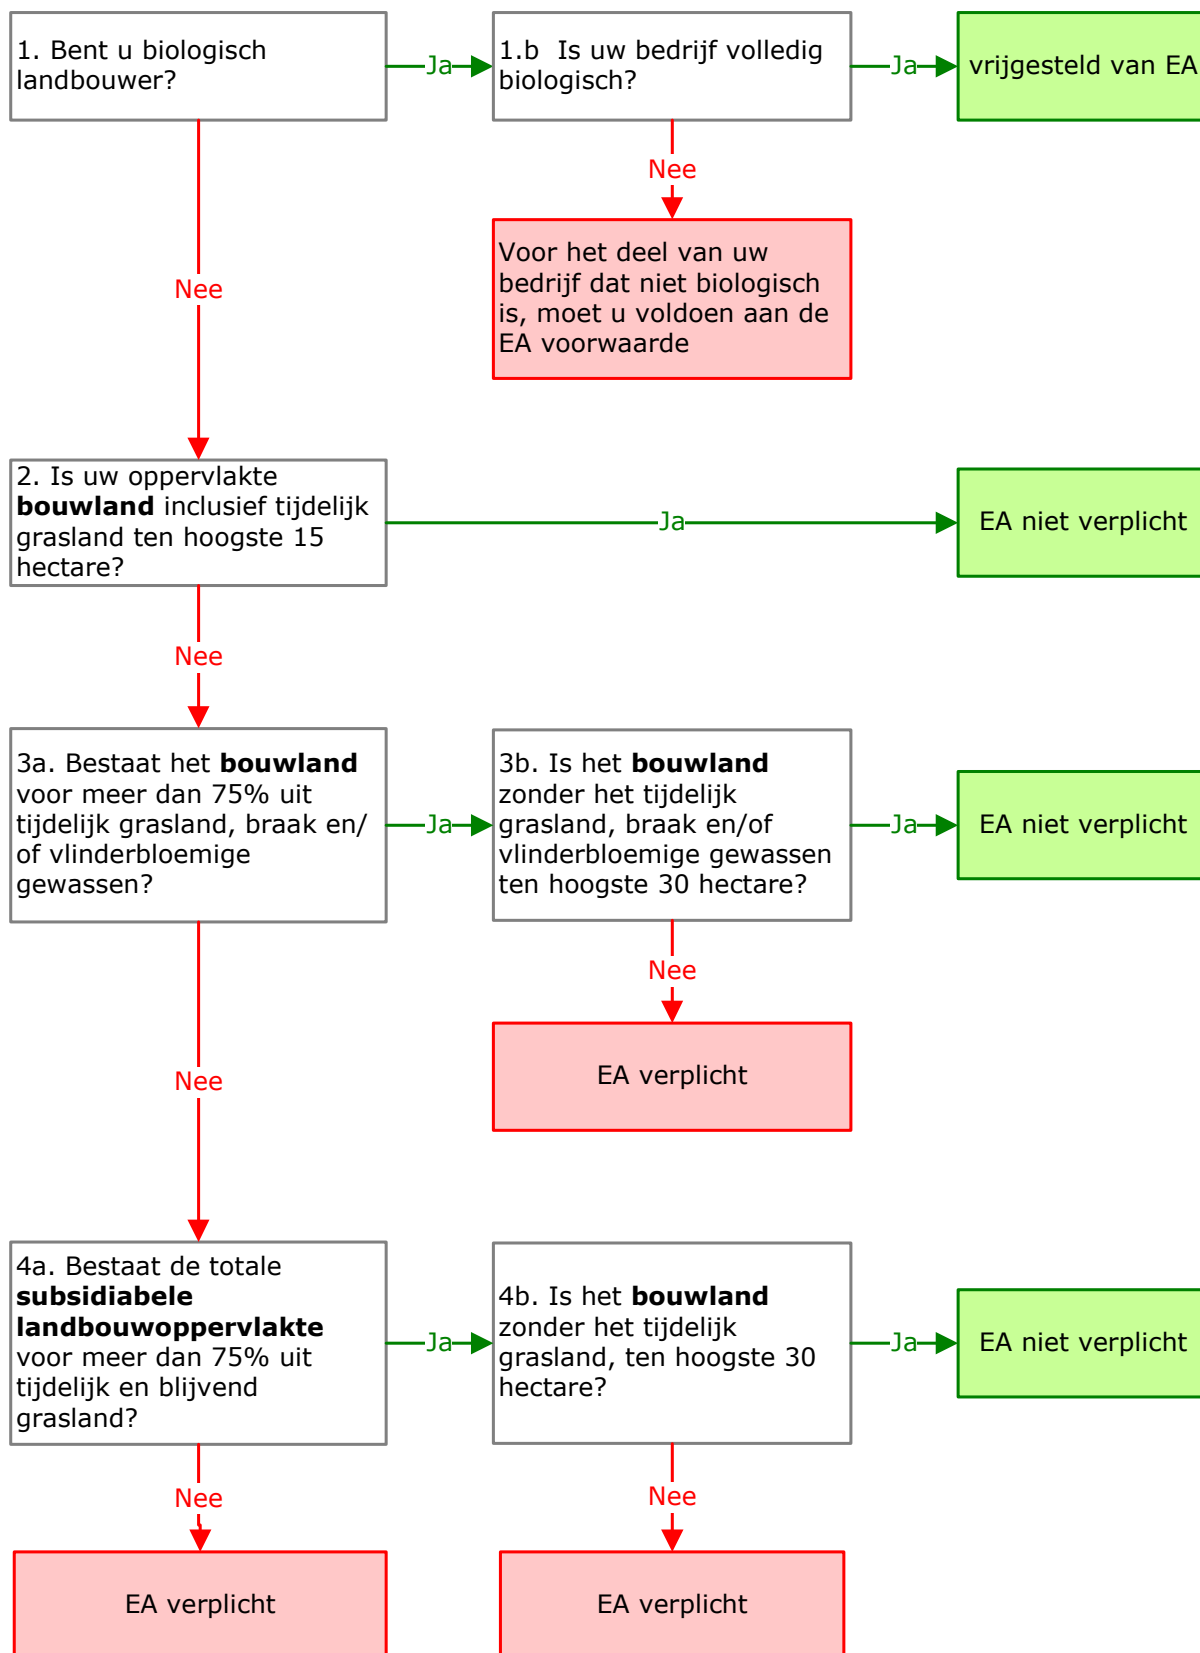 1. Bent u biologisch
landbouwer?
Ja
1.b  Is uw bedrijf volledig
biologisch?
Ja
vrijgesteld van EA
Nee
Nee
Voor het deel van uw
bedrijf dat niet biologisch
is, moet u voldoen aan de
EA voorwaarde
2. Is uw oppervlakte
bouwland inclusief tijdelijk
grasland ten hoogste 15
hectare?
Ja
EA niet verplicht
Nee
3a. Bestaat het bouwland
voor meer dan 75% uit
tijdelijk grasland, braak en/
of vlinderbloemige
gewassen?
Ja
3b. Is het bouwland
zonder het tijdelijk
grasland, braak en/of
vlinderbloemige gewassen
ten hoogste 30 hectare?
Ja
EA niet verplicht
Nee
EA verplicht
Nee
4a. Bestaat de totale
subsidiabele
landbouwoppervlakte
voor meer dan 75% uit
tijdelijk en blijvend
grasland?
Ja
4b. Is het bouwland
zonder het tijdelijk
grasland, ten hoogste 30
hectare?
Ja
EA niet verplicht
Nee
Nee
EA verplicht
EA verplicht